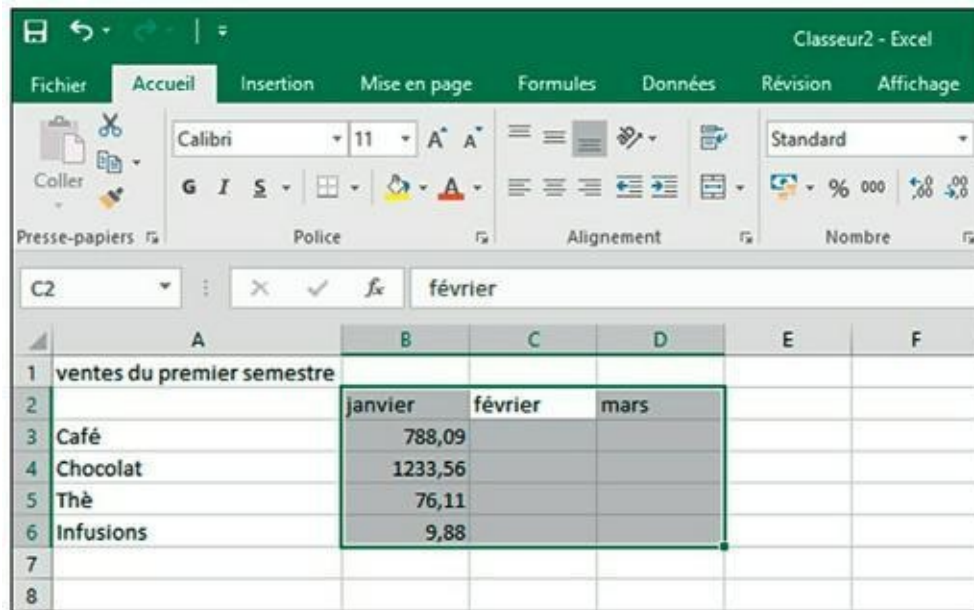 Classeur2 - Excel
Fichier Accueil Insertion Mise en page Formules Données Révision Affichage
Calibri 11 A A Standard
Coller
G I S A % 000 ,00 ,00
Presse-papiers Police Alignement Nombre
C2 fx février
A B C D E F
1 ventes du premier semestre
2 janvier février mars
3 Café 788,09
4 Chocolat 1233,56
5 Thè 76,11
6 Infusions 9,88
7
8